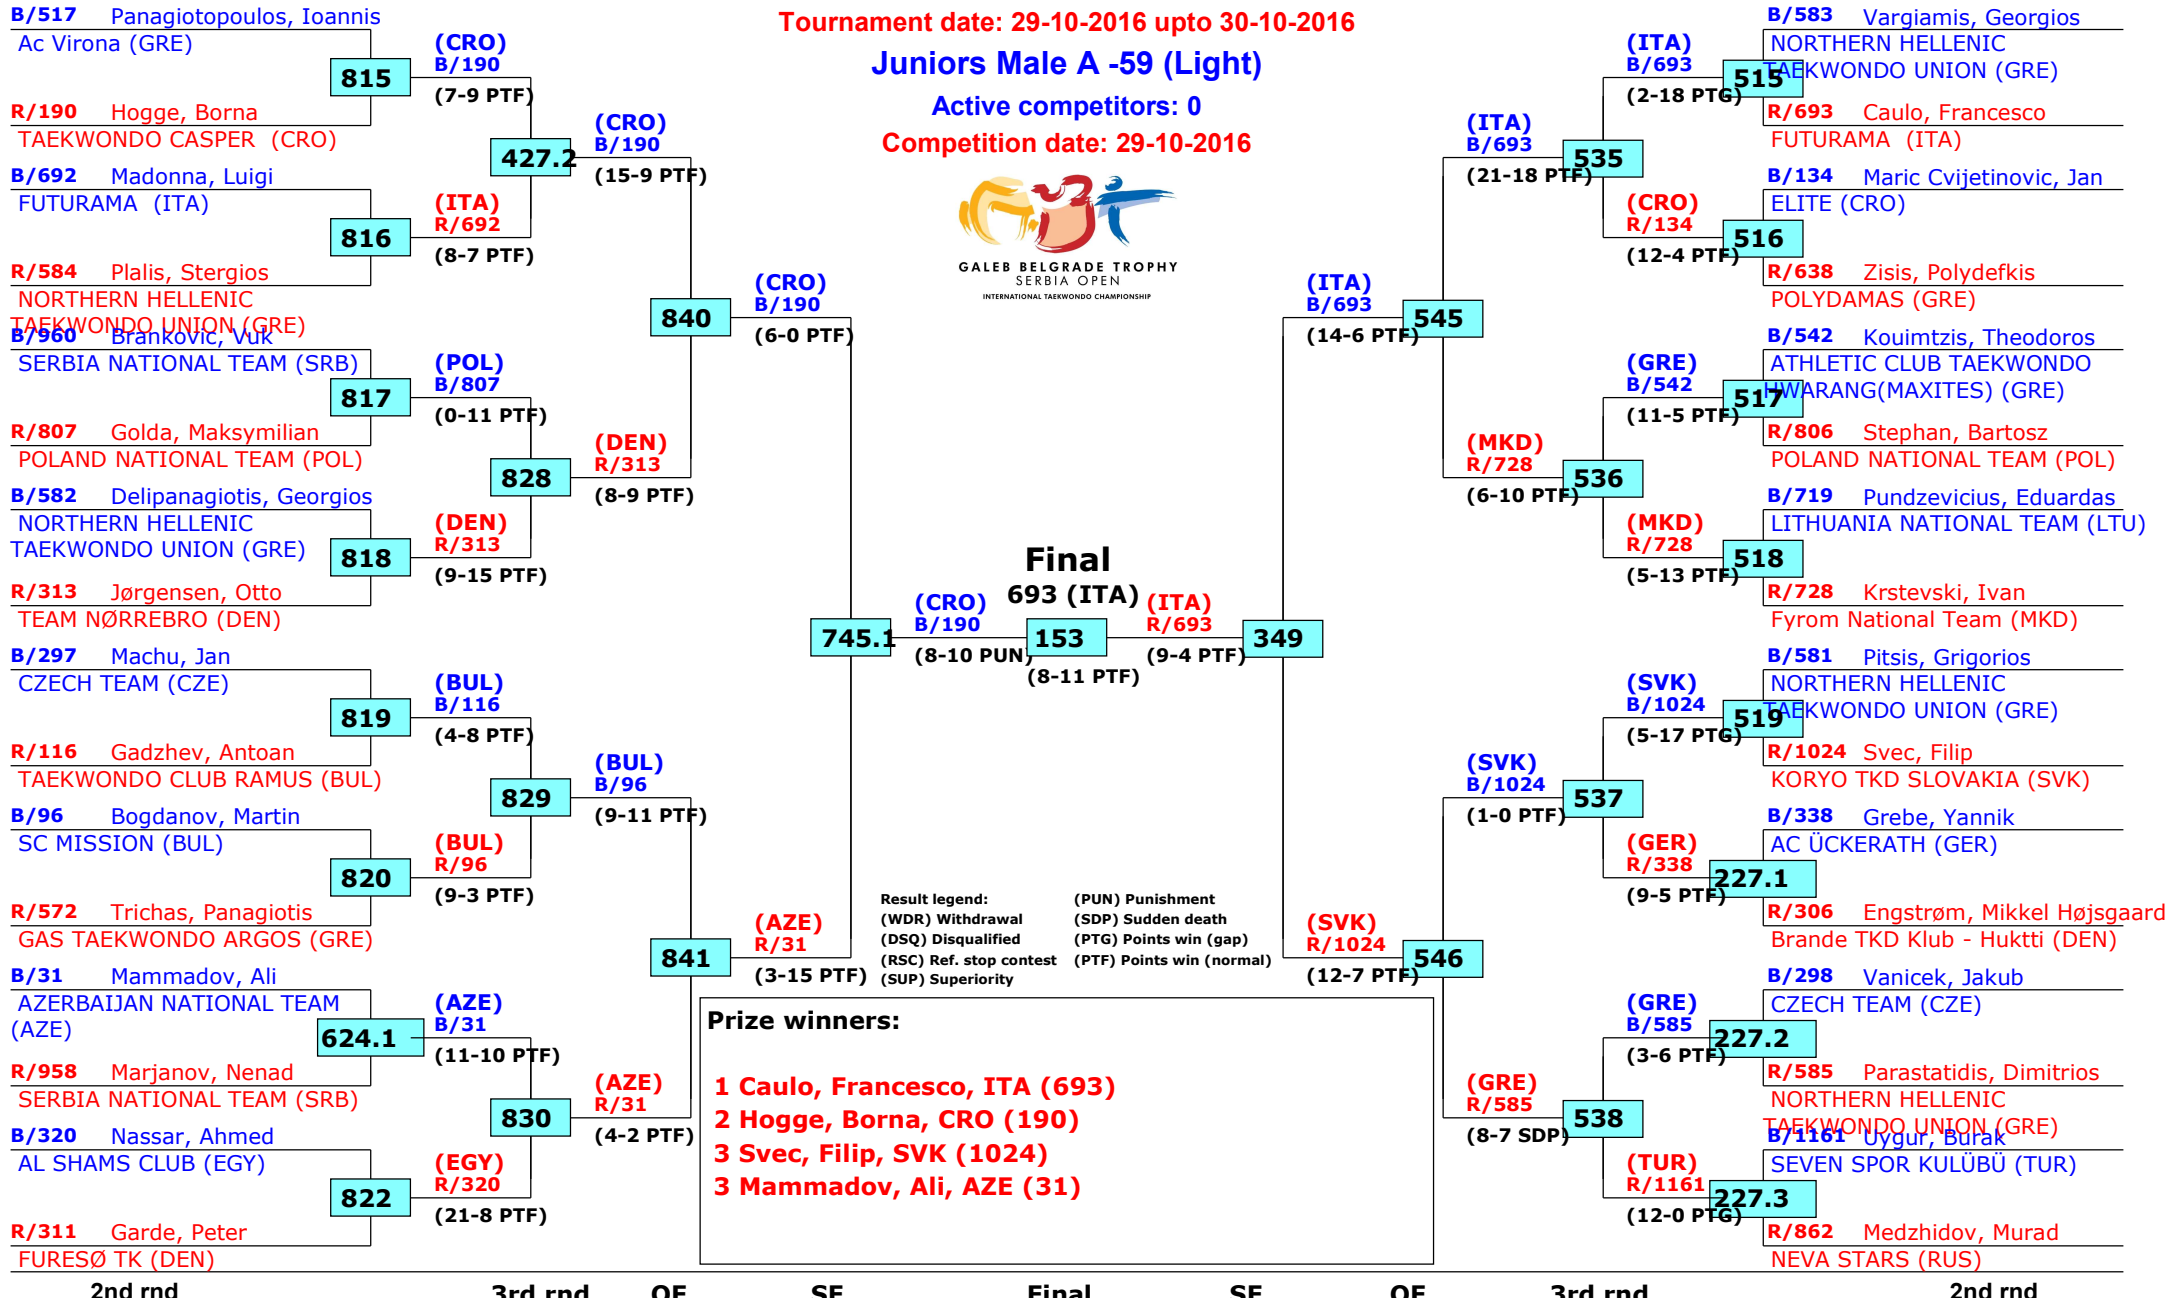 Tournament date: 29-10-2016 upto 30-10-2016
Juniors Male A -59 (Light)
Active competitors: 0
Competition date: 29-10-2016
GALEB BELGRADE TROPHY
SERBIA OPEN
INTERNATIONAL TAEKWONDO CHAMPIONSHIP
B/517 Panagiotopoulos, Ioannis
Ac Virona (GRE)
815
R/190 Hogge, Borna
TAEKWONDO CASPER (CRO)
B/692 Madonna, Luigi
FUTURAMA (ITA)
816
R/584 Plalis, Stergios
NORTHERN HELLENIC
TAEKWONDO UNION (GRE)
B/960 Brankovic, Vuk
SERBIA NATIONAL TEAM (SRB)
817
R/807 Golda, Maksymilian
POLAND NATIONAL TEAM (POL)
B/582 Delipanagiotis, Georgios
NORTHERN HELLENIC
TAEKWONDO UNION (GRE)
818
R/313 Jørgensen, Otto
TEAM NØRREBRO (DEN)
B/297 Machu, Jan
CZECH TEAM (CZE)
819
R/116 Gadzhev, Antoan
TAEKWONDO CLUB RAMUS (BUL)
B/96 Bogdanov, Martin
SC MISSION (BUL)
820
R/572 Trichas, Panagiotis
GAS TAEKWONDO ARGOS (GRE)
B/31 Mammadov, Ali
AZERBAIJAN NATIONAL TEAM
(AZE)
624.1
R/958 Marjanov, Nenad
SERBIA NATIONAL TEAM (SRB)
B/320 Nassar, Ahmed
AL SHAMS CLUB (EGY)
822
R/311 Garde, Peter
FURESØ TK (DEN)
(CRO)
B/190
(7-9 PTF)
427.2
(ITA)
R/692
(8-7 PTF)
(POL)
B/807
(0-11 PTF)
828
(DEN)
R/313
(9-15 PTF)
(BUL)
B/116
(4-8 PTF)
829
(BUL)
R/96
(9-3 PTF)
(AZE)
B/31
(11-10 PTF)
830
(EGY)
R/320
(21-8 PTF)
(CRO)
B/190
(15-9 PTF)
840
(DEN)
R/313
(8-9 PTF)
(BUL)
B/96
(9-11 PTF)
841
(AZE)
R/31
(4-2 PTF)
(CRO)
B/190
(6-0 PTF)
745.1
(AZE)
R/31
(3-15 PTF)
Final
693 (ITA)
(CRO)
B/190
(8-10 PUN)
153
(8-11 PTF)
(ITA)
R/693
(9-4 PTF)
349
(ITA)
B/693
(14-6 PTF)
545
(SVK)
R/1024
(12-7 PTF)
546
(ITA)
B/693
(21-18 PTF)
535
(MKD)
R/728
(6-10 PTF)
536
(SVK)
B/1024
(1-0 PTF)
537
(GRE)
R/585
(8-7 SDP)
538
(ITA)
B/693
(2-18 PTG)
(CRO)
R/134
(12-4 PTF)
(GRE)
B/542
(11-5 PTF)
(MKD)
R/728
(5-13 PTF)
(SVK)
B/1024
(5-17 PTG)
(GER)
R/338
(9-5 PTF)
(GRE)
B/585
(3-6 PTF)
(TUR)
R/1161
(12-0 PTG)
B/583 Vargiamis, Georgios
NORTHERN HELLENIC
TAEKWONDO UNION (GRE)
515
R/693 Caulo, Francesco
FUTURAMA (ITA)
B/134 Maric Cvijetinovic, Jan
ELITE (CRO)
516
R/638 Zisis, Polydefkis
POLYDAMAS (GRE)
B/542 Kouimtzis, Theodoros
ATHLETIC CLUB TAEKWONDO
HWARANG(MAXITES) (GRE)
517
R/806 Stephan, Bartosz
POLAND NATIONAL TEAM (POL)
B/719 Pundzevicius, Eduardas
LITHUANIA NATIONAL TEAM (LTU)
518
R/728 Krstevski, Ivan
Fyrom National Team (MKD)
B/581 Pitsis, Grigorios
NORTHERN HELLENIC
TAEKWONDO UNION (GRE)
519
R/1024 Svec, Filip
KORYO TKD SLOVAKIA (SVK)
B/338 Grebe, Yannik
AC ÜCKERATH (GER)
227.1
R/306 Engstrøm, Mikkel Højsgaard
Brande TKD Klub - Huktti (DEN)
B/298 Vanicek, Jakub
CZECH TEAM (CZE)
227.2
R/585 Parastatidis, Dimitrios
NORTHERN HELLENIC
TAEKWONDO UNION (GRE)
B/1161 Uygur, Burak
SEVEN SPOR KULÜBÜ (TUR)
227.3
R/862 Medzhidov, Murad
NEVA STARS (RUS)
Result legend:
(WDR) Withdrawal
(DSQ) Disqualified
(RSC) Ref. stop contest
(SUP) Superiority
(PUN) Punishment
(SDP) Sudden death
(PTG) Points win (gap)
(PTF) Points win (normal)
Prize winners:
1 Caulo, Francesco, ITA (693)
2 Hogge, Borna, CRO (190)
3 Svec, Filip, SVK (1024)
3 Mammadov, Ali, AZE (31)
2nd rnd 3rd rnd QF SF Final SF QF 3rd rnd 2nd rnd